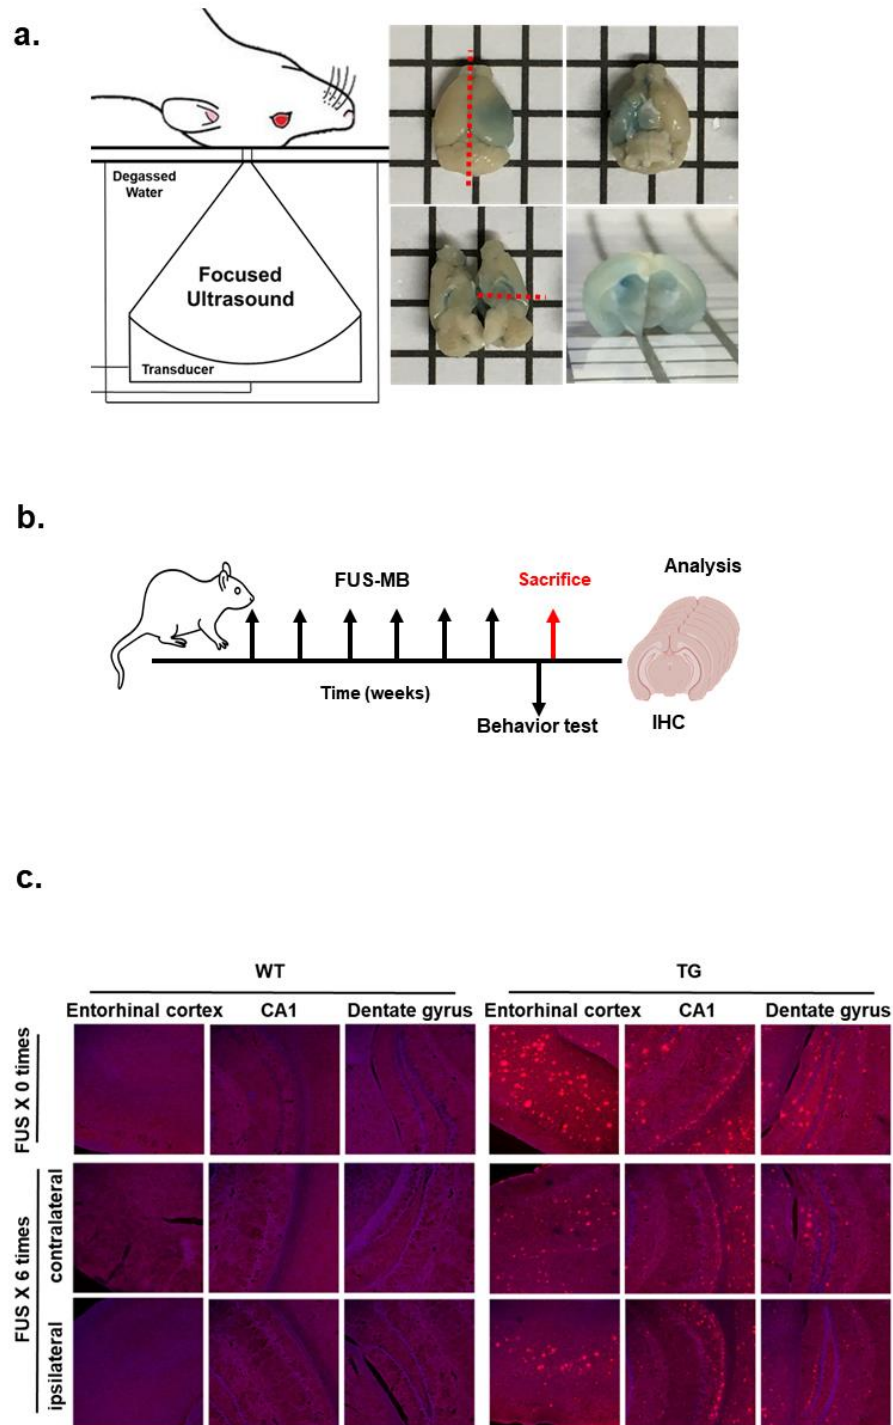 a.
Degassed
Water
Focused
Ultrasound
Transducer
b.
FUS-MB
Sacrifice
Analysis
Time (weeks)
Behavior test
IHC
c.
WT
TG
Entorhinal cortex
CA1
Dentate gyrus
Entorhinal cortex
CA1
Dentate gyrus
FUS X 0 times
FUS X 6 times
contralateral
ipsilateral